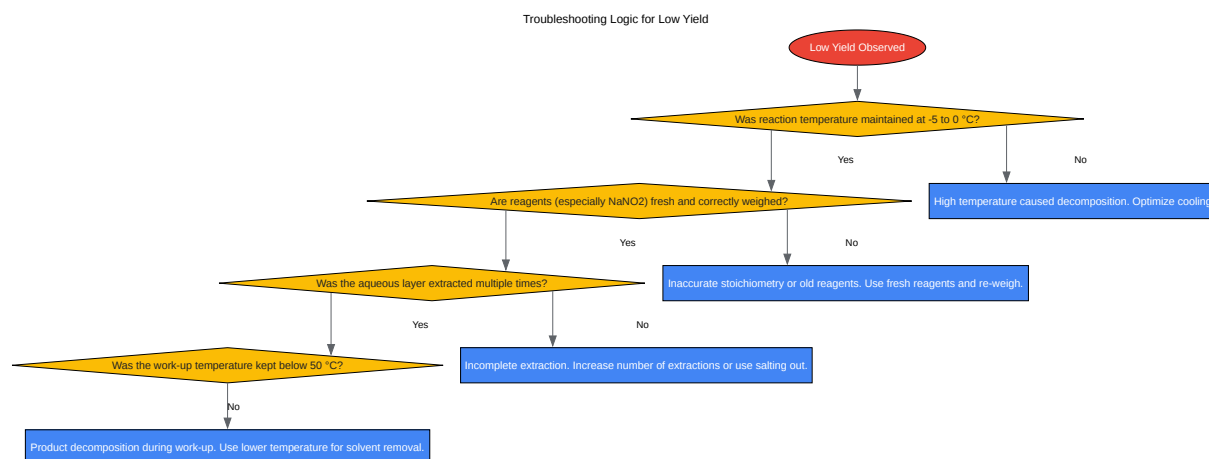 Troubleshooting Logic for Low Yield
Low Yield Observed
Was reaction temperature maintained at -5 to 0 °C?
Yes
No
Are reagents (especially NaNO2) fresh and correctly weighed?
High temperature caused decomposition. Optimize cooling
Yes
No
Was the aqueous layer extracted multiple times?
Inaccurate stoichiometry or old reagents. Use fresh reagents and re-weigh.
Yes
No
Was the work-up temperature kept below 50 °C?
Incomplete extraction. Increase number of extractions or use salting out.
No
Product decomposition during work-up. Use lower temperature for solvent removal.